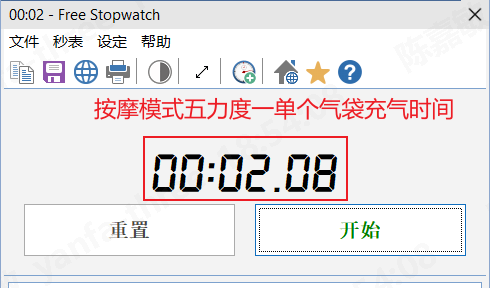 00:02 - Free Stopwatch
文件 秒表 设定 帮助
按摩模式五力度一单个气袋充气时间
00:02.08
重置 开始